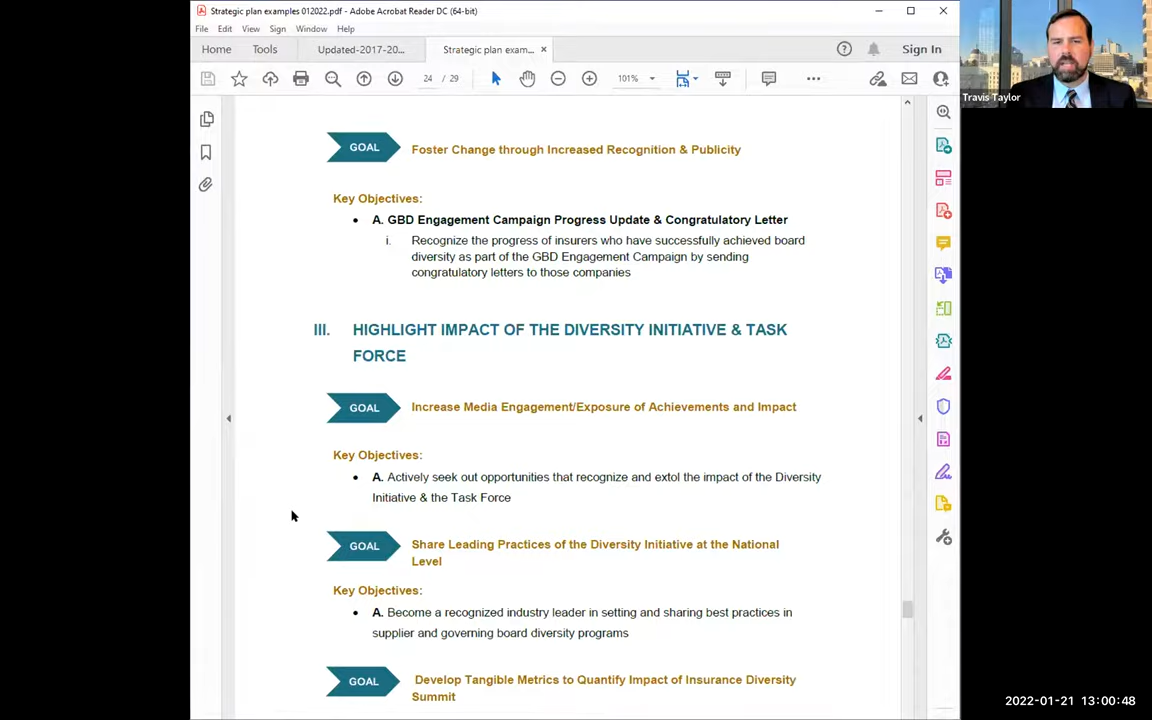 Strategic plan examples 012022.pdf - Adobe Acrobat Reader DC (64-bit)
File Edit View Sign Window Help
Home Tools Updated-2017-20... Strategic plan exam... × Sign In
24 / 29 101%
Travis Taylor
GOAL Foster Change through Increased Recognition & Publicity
Key Objectives:
• A. GBD Engagement Campaign Progress Update & Congratulatory Letter
i. Recognize the progress of insurers who have successfully achieved board
diversity as part of the GBD Engagement Campaign by sending
congratulatory letters to those companies
III. HIGHLIGHT IMPACT OF THE DIVERSITY INITIATIVE & TASK
FORCE
GOAL Increase Media Engagement/Exposure of Achievements and Impact
Key Objectives:
• A. Actively seek out opportunities that recognize and extol the impact of the Diversity
Initiative & the Task Force
GOAL Share Leading Practices of the Diversity Initiative at the National
Level
Key Objectives:
• A. Become a recognized industry leader in setting and sharing best practices in
supplier and governing board diversity programs
GOAL Develop Tangible Metrics to Quantify Impact of Insurance Diversity
Summit
2022-01-21 13:00:48